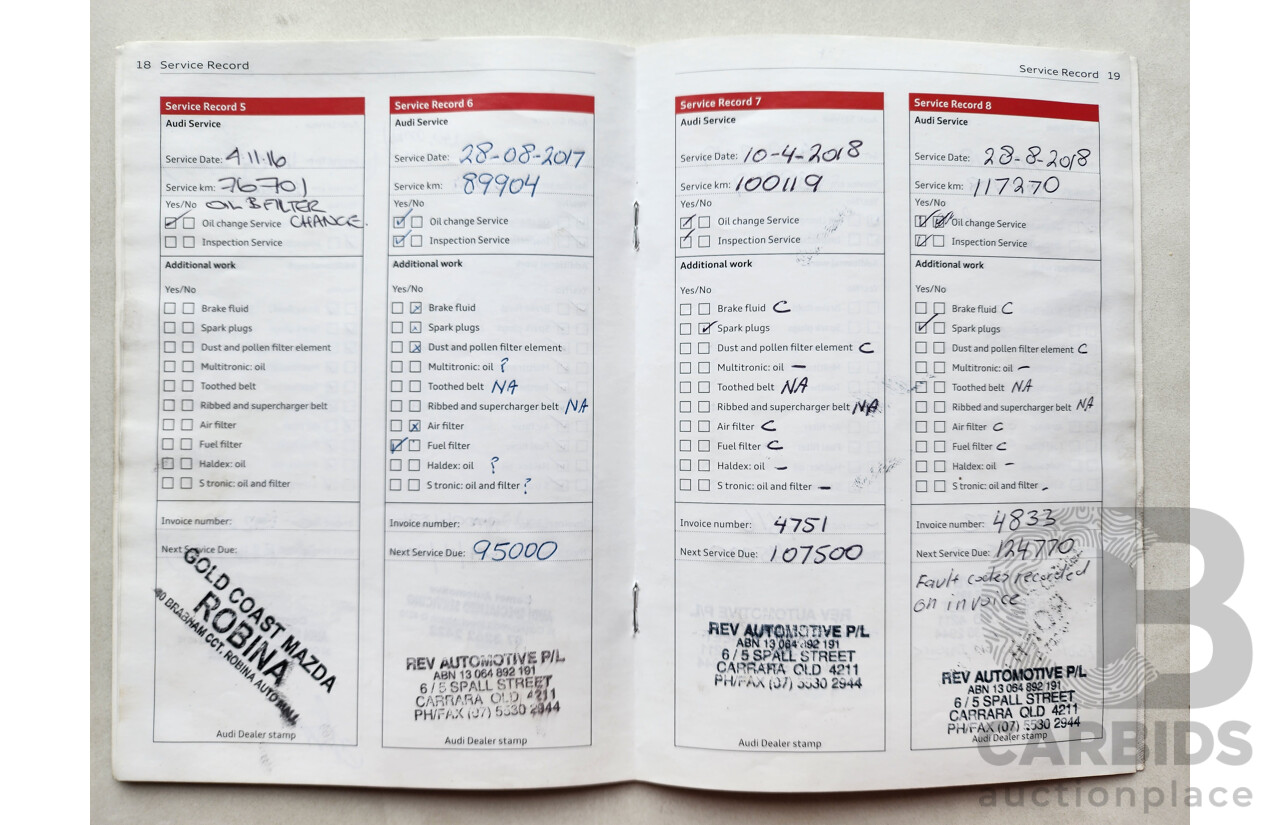 18 Service Record
Service Record 5
Audi Service
Service Date: 4.11.16
Service km: 76701
Yes/No OIL & FILTER
Oil change Service CHANGE.
Inspection Service
Additional work
Yes/No
Brake fluid
Spark plugs
Dust and pollen filter element
Multitronic: oil
Toothed belt
Ribbed and supercharger belt
Air filter
Fuel filter
Haldex: oil
S tronic: oil and filter
Invoice number:
Next Service Due:
GOLD COAST MAZDA
ROBINA
BRABHAM CCT. ROBINA
Audi Dealer stamp
Service Record 6
Audi Service
Service Date: 28-08-2017
Service km: 89904
Yes/No
Oil change Service
Inspection Service
Additional work
Yes/No
Brake fluid
Spark plugs
Dust and pollen filter element
Multitronic: oil ?
Toothed belt NA
Ribbed and supercharger belt NA
Air filter
Fuel filter
Haldex: oil ?
S tronic: oil and filter ?
Invoice number:
Next Service Due: 95000
REV AUTOMOTIVE P/L
ABN 13 064 892 191
6 / 5 SPALL STREET
CARRARA QLD 4211
PH/FAX (07) 5530 2944
Audi Dealer stamp
Service Record 19
Service Record 7
Audi Service
Service Date: 10-4-2018
Service km: 100119
Yes/No
Oil change Service
Inspection Service
Additional work
Yes/No
Brake fluid C
Spark plugs
Dust and pollen filter element C
Multitronic: oil –
Toothed belt NA
Ribbed and supercharger belt NA
Air filter C
Fuel filter C
Haldex: oil –
S tronic: oil and filter –
Invoice number: 4751
Next Service Due: 107500
REV AUTOMOTIVE P/L
ABN 13 064 892 191
6 / 5 SPALL STREET
CARRARA QLD 4211
PH/FAX (07) 5530 2944
Audi Dealer stamp
Service Record 8
Audi Service
Service Date: 28-8-2018
Service km: 117270
Yes/No
Oil change Service
Inspection Service
Additional work
Yes/No
Brake fluid C
Spark plugs
Dust and pollen filter element C
Multitronic: oil –
Toothed belt NA
Ribbed and supercharger belt NA
Air filter C
Fuel filter C
Haldex: oil –
S tronic: oil and filter –
Invoice number: 4833
Next Service Due: 124770
Fault codes recorded
on invoice
REV AUTOMOTIVE P/L
ABN 13 064 892 191
6 / 5 SPALL STREET
CARRARA QLD 4211
PH/FAX (07) 5530 2944
Audi Dealer stamp
B
CARBIDS
auctionplace